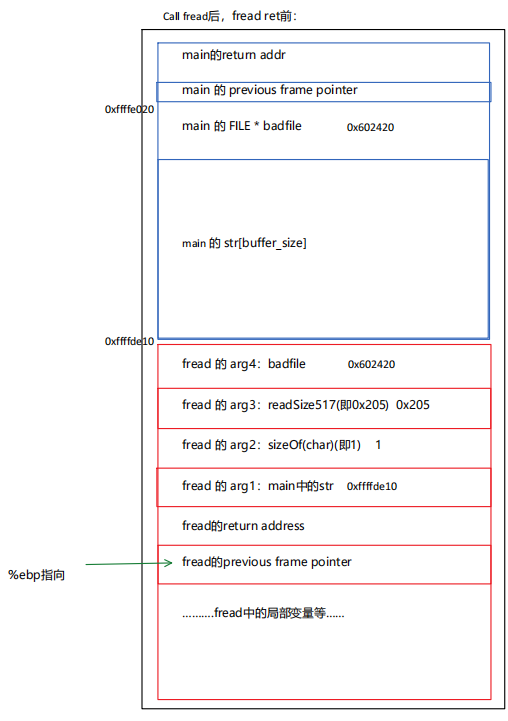 Call fread后，fread ret前：
main的return addr
main 的 previous frame pointer
0xffffe020
main 的 FILE * badfile 0x602420
main 的 str[buffer_size]
0xffffde10
fread 的 arg4：badfile 0x602420
fread 的 arg3：readSize517(即0x205) 0x205
fread 的 arg2：sizeOf(char)(即1) 1
fread 的 arg1：main中的str 0xffffde10
fread的return address
fread的previous frame pointer
%ebp指向
……….fread中的局部变量等……